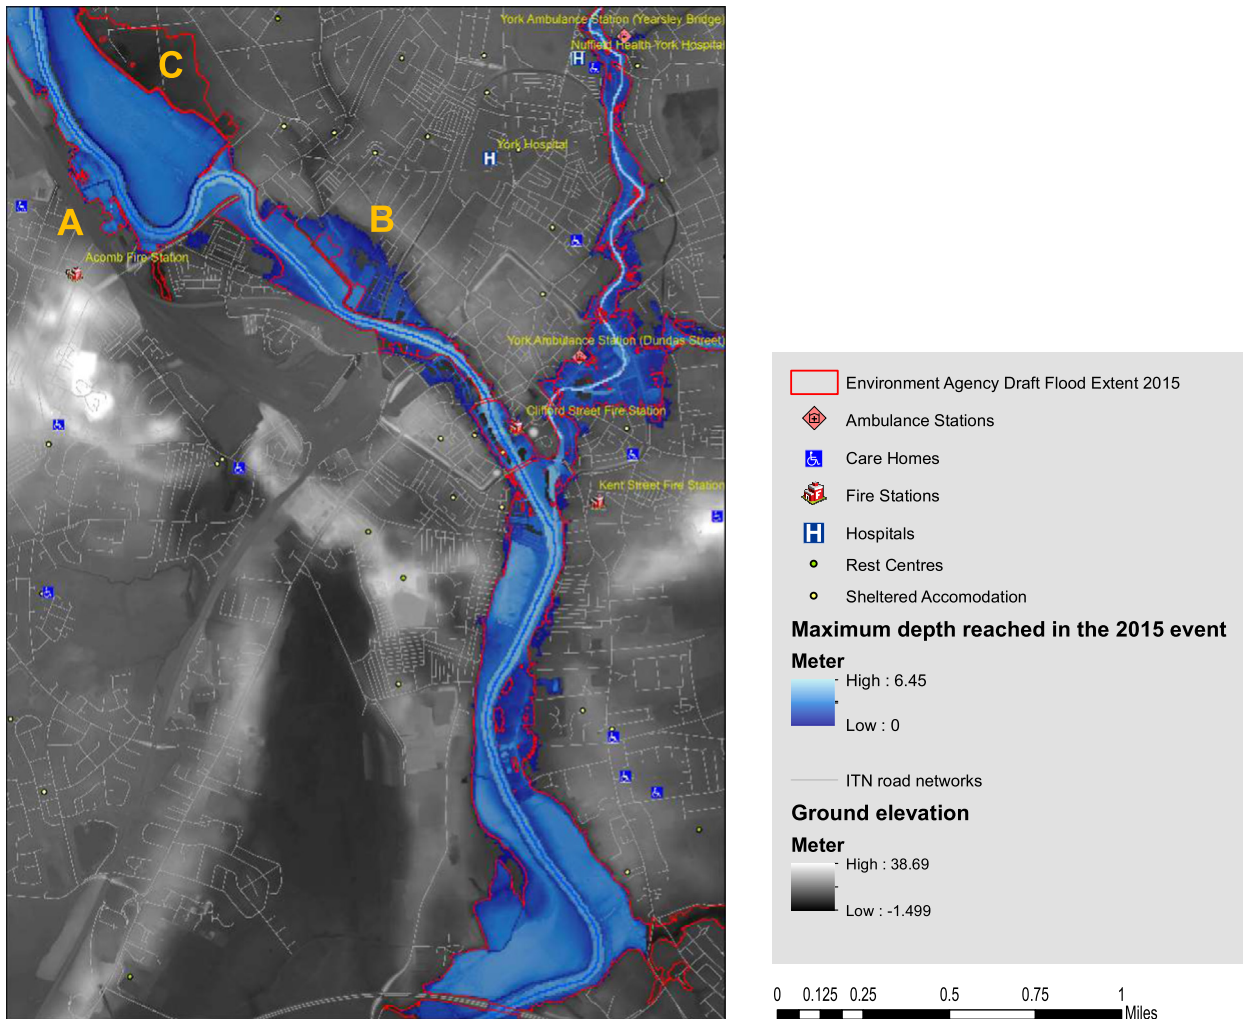 York Ambulance Station (Yearsley Bridge)
Nuffield Health York Hospital
H
C
York Hospital
H
A
B
Acomb Fire Station
York Ambulance Station (Dundas Street)
Clifford Street Fire Station
Kent Street Fire Station
Environment Agency Draft Flood Extent 2015
Ambulance Stations
Care Homes
Fire Stations
H Hospitals
Rest Centres
Sheltered Accomodation
Maximum depth reached in the 2015 event
Meter
High : 6.45
Low : 0
ITN road networks
Ground elevation
Meter
High : 38.69
Low : -1.499
0 0.125 0.25 0.5 0.75 1
Miles